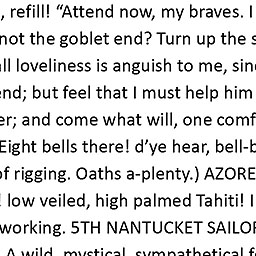 , refill! “Attend now, my braves. I
not the goblet end? Turn up the s
ll loveliness is anguish to me, sin
end; but feel that I must help him
er; and come what will, one comf
Eight bells there! d’ye hear, bell-b
of rigging. Oaths a-plenty.) AZORE
! low veiled, high palmed Tahiti! I
working. 5TH NANTUCKET SAILOR
A wild, mystical, sympathetical f